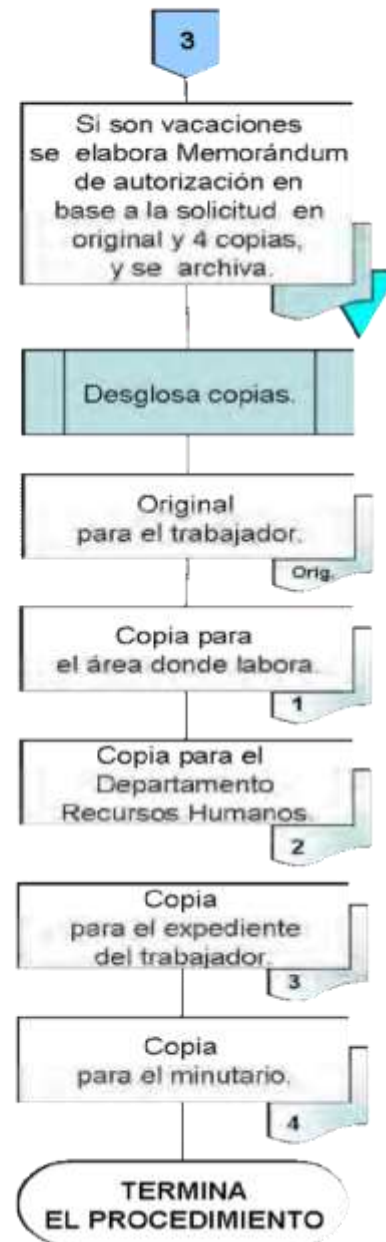 3
Si son vacaciones
se elabora Memorándum
de autorización en
base a la solicitud en
original y 4 copias,
y se archiva.
Desglosa copias.
Original
para el trabajador.
Orig.
Copia para
el área donde labora.
1
Copia para el
Departamento
Recursos Humanos.
2
Copia
para el expediente
del trabajador.
3
Copia
para el minutario.
4
TERMINA
EL PROCEDIMIENTO